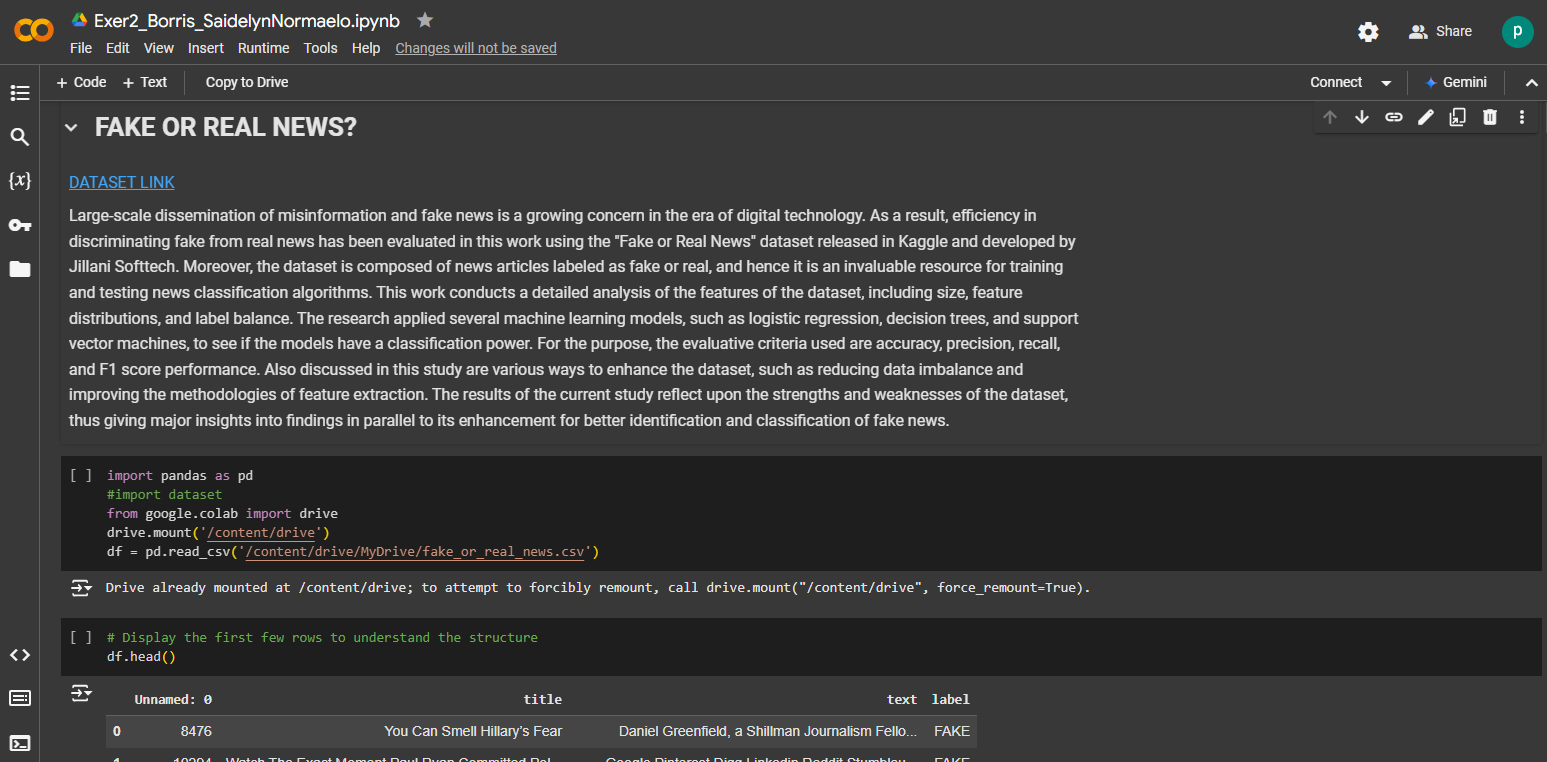 Exer2_Borris_SaidelynNormaelo.ipynb
File Edit View Insert Runtime Tools Help Changes will not be saved
Share
P
+ Code + Text Copy to Drive
Connect
Gemini
FAKE OR REAL NEWS?
DATASET LINK
Large-scale dissemination of misinformation and fake news is a growing concern in the era of digital technology. As a result, efficiency in
discriminating fake from real news has been evaluated in this work using the "Fake or Real News" dataset released in Kaggle and developed by
Jillani Softtech. Moreover, the dataset is composed of news articles labeled as fake or real, and hence it is an invaluable resource for training
and testing news classification algorithms. This work conducts a detailed analysis of the features of the dataset, including size, feature
distributions, and label balance. The research applied several machine learning models, such as logistic regression, decision trees, and support
vector machines, to see if the models have a classification power. For the purpose, the evaluative criteria used are accuracy, precision, recall,
and F1 score performance. Also discussed in this study are various ways to enhance the dataset, such as reducing data imbalance and
improving the methodologies of feature extraction. The results of the current study reflect upon the strengths and weaknesses of the dataset,
thus giving major insights into findings in parallel to its enhancement for better identification and classification of fake news.
[ ] import pandas as pd
#import dataset
from google.colab import drive
drive.mount('/content/drive')
df = pd.read_csv('/content/drive/MyDrive/fake_or_real_news.csv')
Drive already mounted at /content/drive; to attempt to forcibly remount, call drive.mount("/content/drive", force_remount=True).
[ ] # Display the first few rows to understand the structure
df.head()
Unnamed: 0 title text label
0 8476 You Can Smell Hillary's Fear Daniel Greenfield, a Shillman Journalism Fello... FAKE